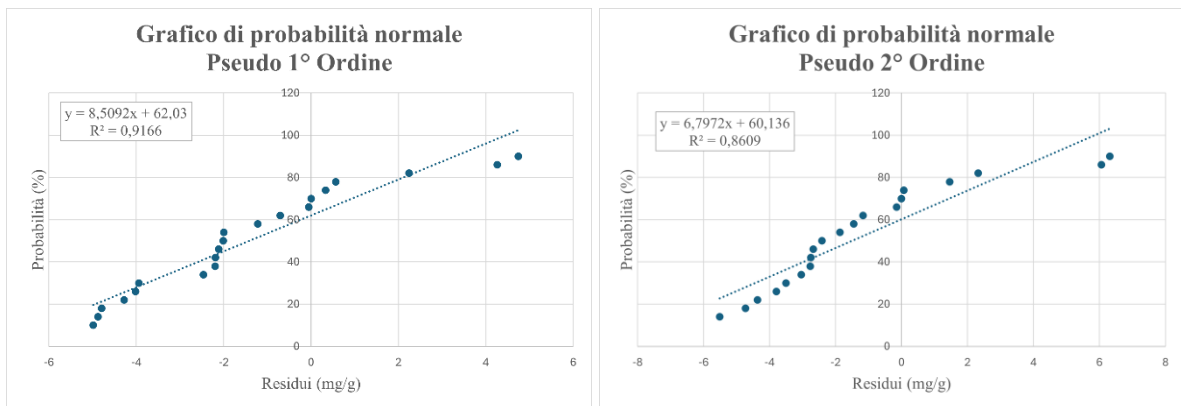 Grafico di probabilità normale
Pseudo 1° Ordine
y = 8,5092x + 62,03
R² = 0,9166
120
100
80
60
40
20
0
-6
-4
-2
0
2
4
6
Probabilità (%)
Residui (mg/g)
Grafico di probabilità normale
Pseudo 2° Ordine
y = 6,7972x + 60,136
R² = 0,8609
120
100
80
60
40
20
0
-8
-6
-4
-2
0
2
4
6
8
Probabilità (%)
Residui (mg/g)